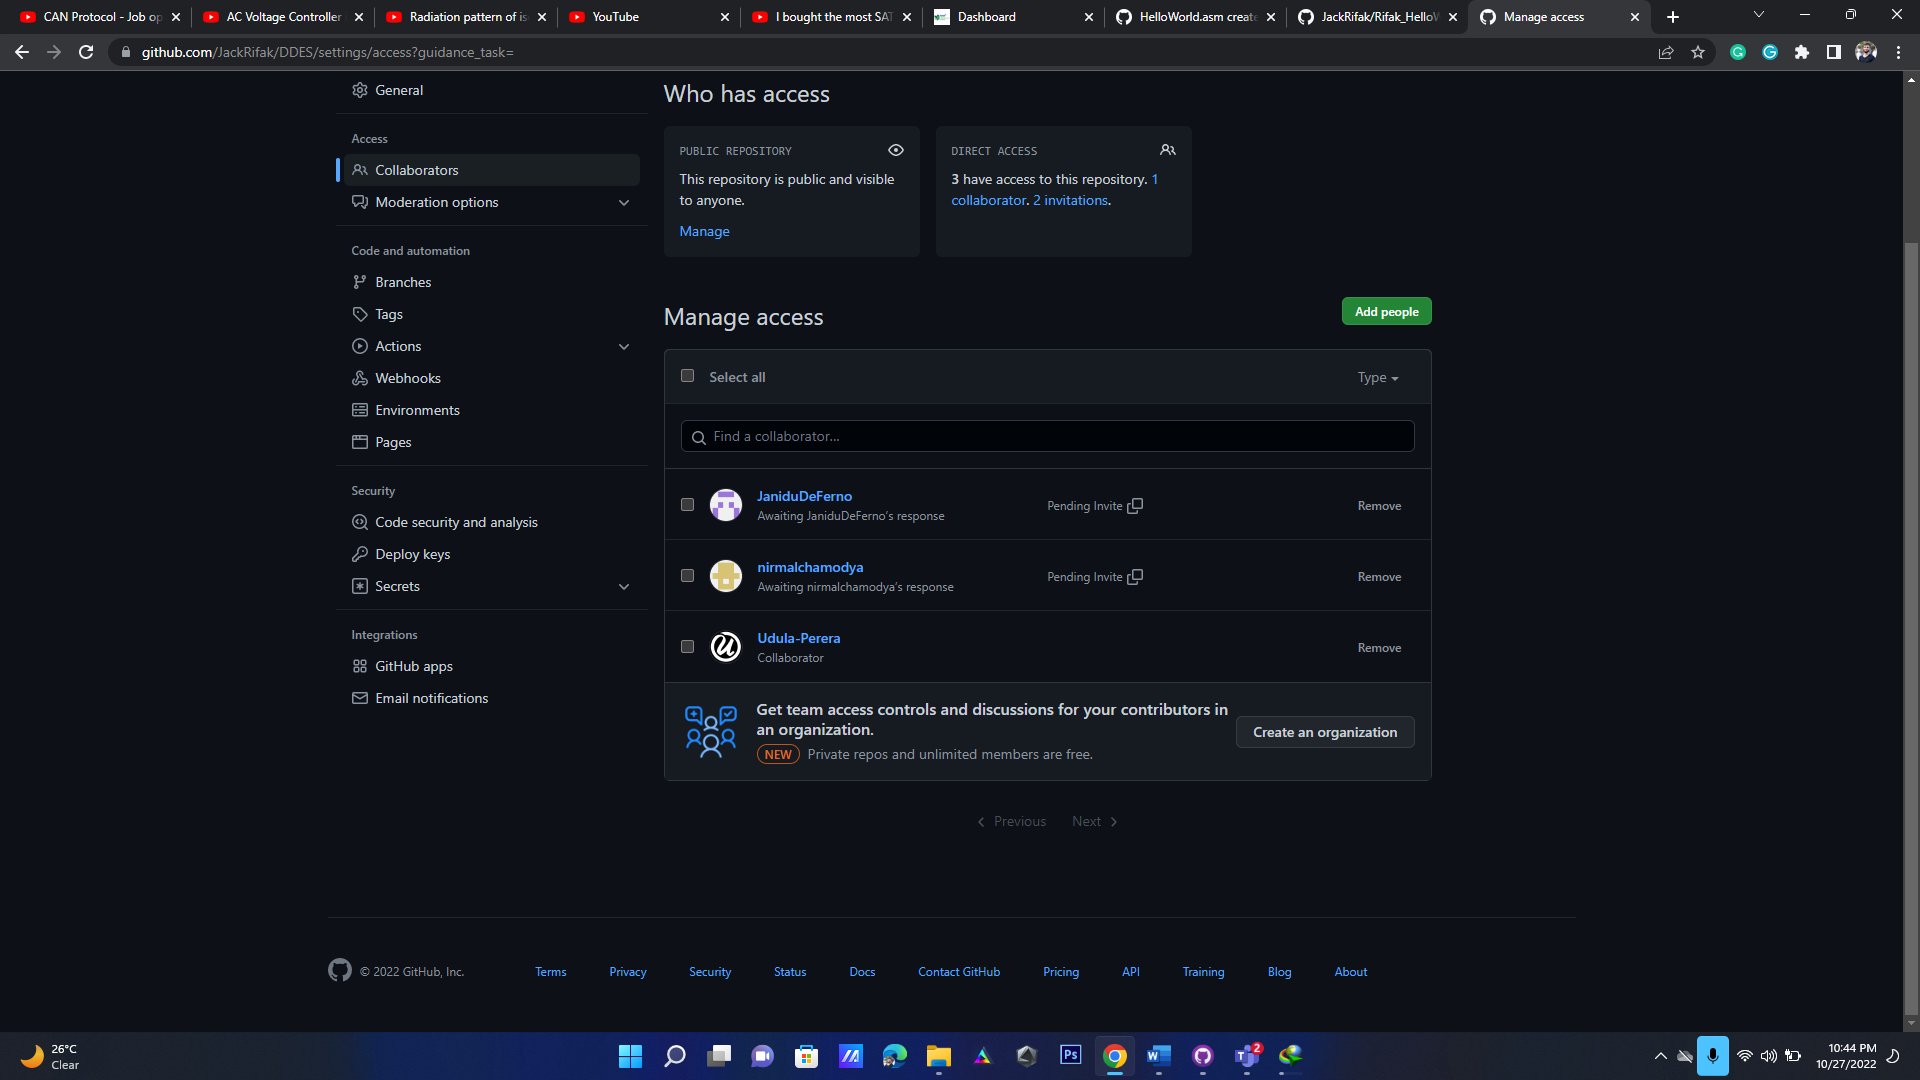 CAN Protocol - Job op
AC Voltage Controller
Radiation pattern of is
YouTube
I bought the most SAT
Dashboard
HelloWorld.asm create
JackRifak/Rifak_HelloW
Manage access
github.com/JackRifak/DDES/settings/access?guidance_task=
General
Access
Collaborators
Moderation options
Code and automation
Branches
Tags
Actions
Webhooks
Environments
Pages
Security
Code security and analysis
Deploy keys
Secrets
Integrations
GitHub apps
Email notifications
Who has access
PUBLIC REPOSITORY
This repository is public and visible
to anyone.
Manage
DIRECT ACCESS
3 have access to this repository. 1
collaborator. 2 invitations.
Manage access
Add people
Select all
Type
Find a collaborator...
JaniduDeFerno
Awaiting JaniduDeFerno's response
Pending Invite
Remove
nirmalchamodya
Awaiting nirmalchamodya's response
Pending Invite
Remove
Udula-Perera
Collaborator
Remove
Get team access controls and discussions for your contributors in
an organization.
NEW Private repos and unlimited members are free.
Create an organization
Previous Next
© 2022 GitHub, Inc.
Terms
Privacy
Security
Status
Docs
Contact GitHub
Pricing
API
Training
Blog
About
26°C
Clear
Ps
2
10:44 PM
10/27/2022